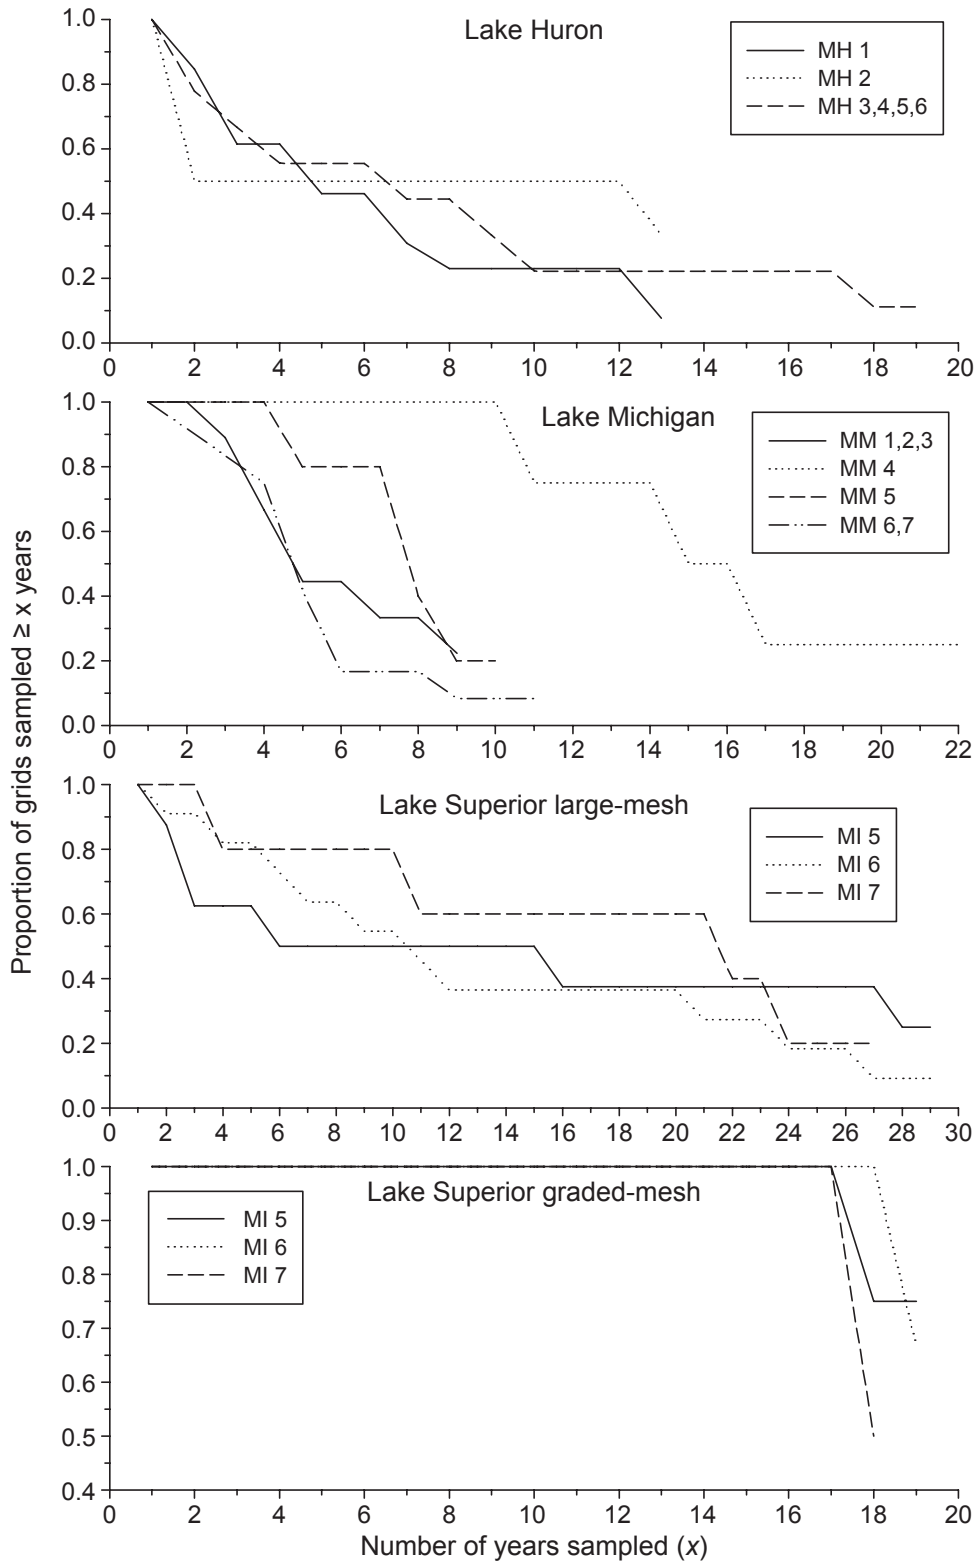 Lake Huron
MH 1
MH 2
MH 3,4,5,6
1.0
0.8
0.6
0.4
0.2
0.0
0 2 4 6 8 10 12 14 16 18 20
Lake Michigan
MM 1,2,3
MM 4
MM 5
MM 6,7
1.0
0.8
0.6
0.4
0.2
0.0
0 2 4 6 8 10 12 14 16 18 20 22
Proportion of grids sampled ≥ x years
Lake Superior large-mesh
MI 5
MI 6
MI 7
1.0
0.8
0.6
0.4
0.2
0.0
0 2 4 6 8 10 12 14 16 18 20 22 24 26 28 30
Lake Superior graded-mesh
MI 5
MI 6
MI 7
1.0
0.9
0.8
0.7
0.6
0.5
0.4
0 2 4 6 8 10 12 14 16 18 20
Number of years sampled (x)